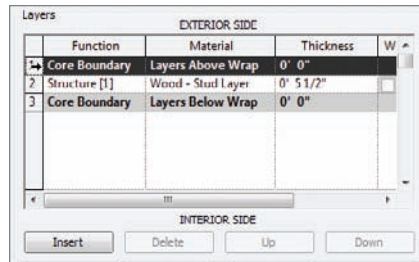 Layers
EXTERIOR SIDE
Function Material Thickness W
1 Core Boundary Layers Above Wrap 0' 0"
2 Structure [1] Wood - Stud Layer 0' 5 1/2"
3 Core Boundary Layers Below Wrap 0' 0"
INTERIOR SIDE
Insert Delete Up Down